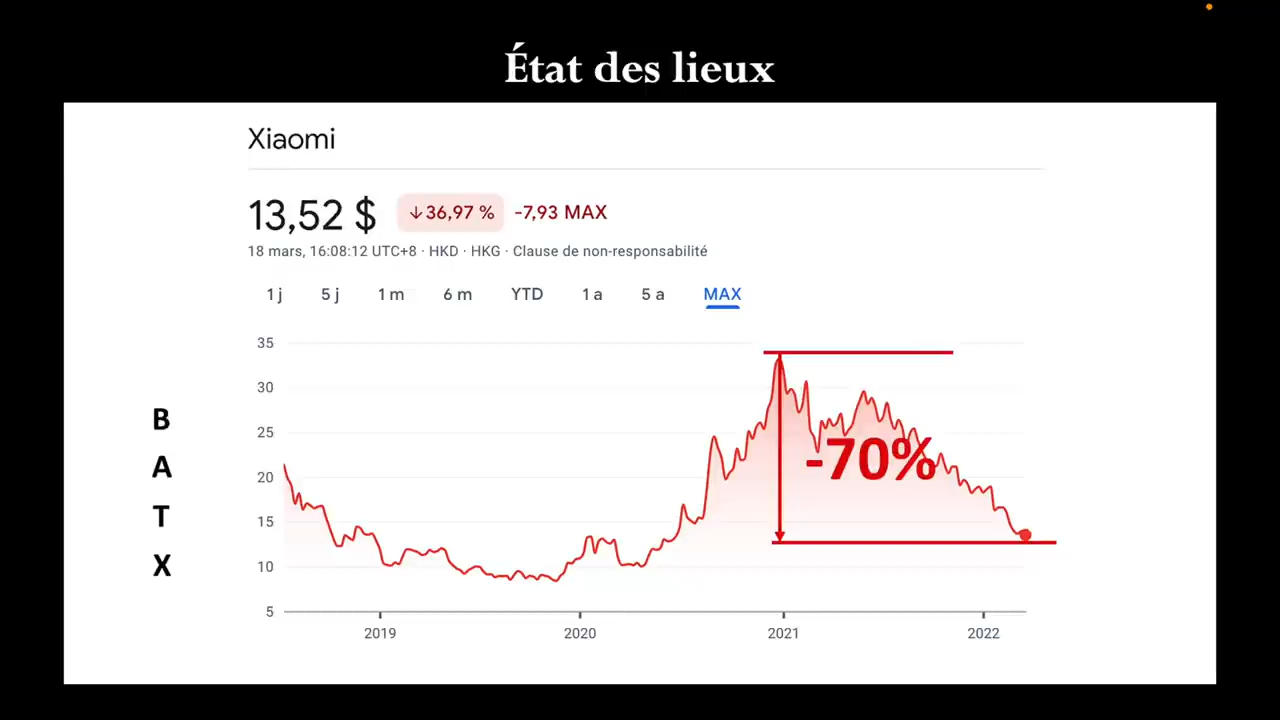 État des lieux
Xiaomi
13,52 $ ↓36,97 % -7,93 MAX
18 mars, 16:08:12 UTC+8 · HKD · HKG · Clause de non-responsabilité
1 j 5 j 1 m 6 m YTD 1 a 5 a MAX
35
30
25
20
15
10
5
-70%
B
A
T
X
2019 2020 2021 2022